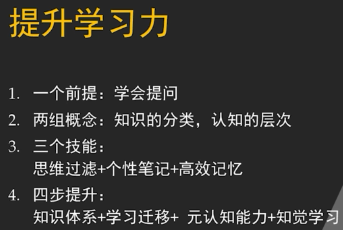 提升学习力
1. 一个前提：学会提问
2. 两组概念：知识的分类，认知的层次
3. 三个技能：
思维过滤+个性笔记+高效记忆
4. 四步提升：
知识体系+学习迁移+ 元认知能力+知觉学习